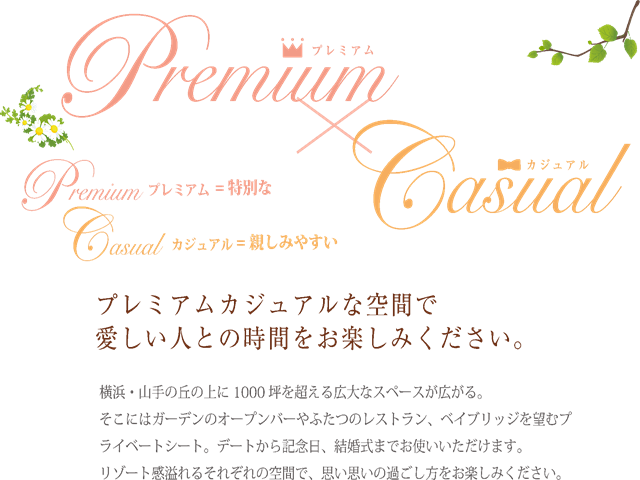 Premium プレミアム
×
Casual カジュアル
Premium プレミアム = 特別な
Casual カジュアル = 親しみやすい
プレミアムカジュアルな空間で
愛しい人との時間をお楽しみください。
横浜・山手の丘の上に 1000 坪を超える広大なスペースが広がる。
そこにはガーデンのオープンバーやふたつのレストラン、ベイブリッジを望むプ
ライベートシート。デートから記念日、結婚式までお使いいただけます。
リゾート感溢れるそれぞれの空間で、思い思いの過ごし方をお楽しみください。